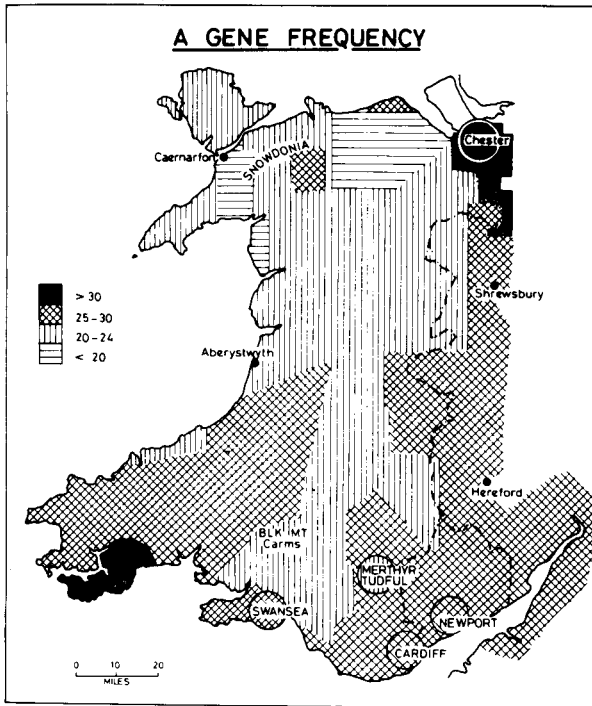 A GENE FREQUENCY
Chester
Caernarfon
SNOWDONIA
> 30
25-30
20-24
< 20
Shrewsbury
Aberystwyth
Hereford
BLK MT
Carms
MERTHYR
TUDFUL
SWANSEA
NEWPORT
CARDIFF
0 10 20
MILES